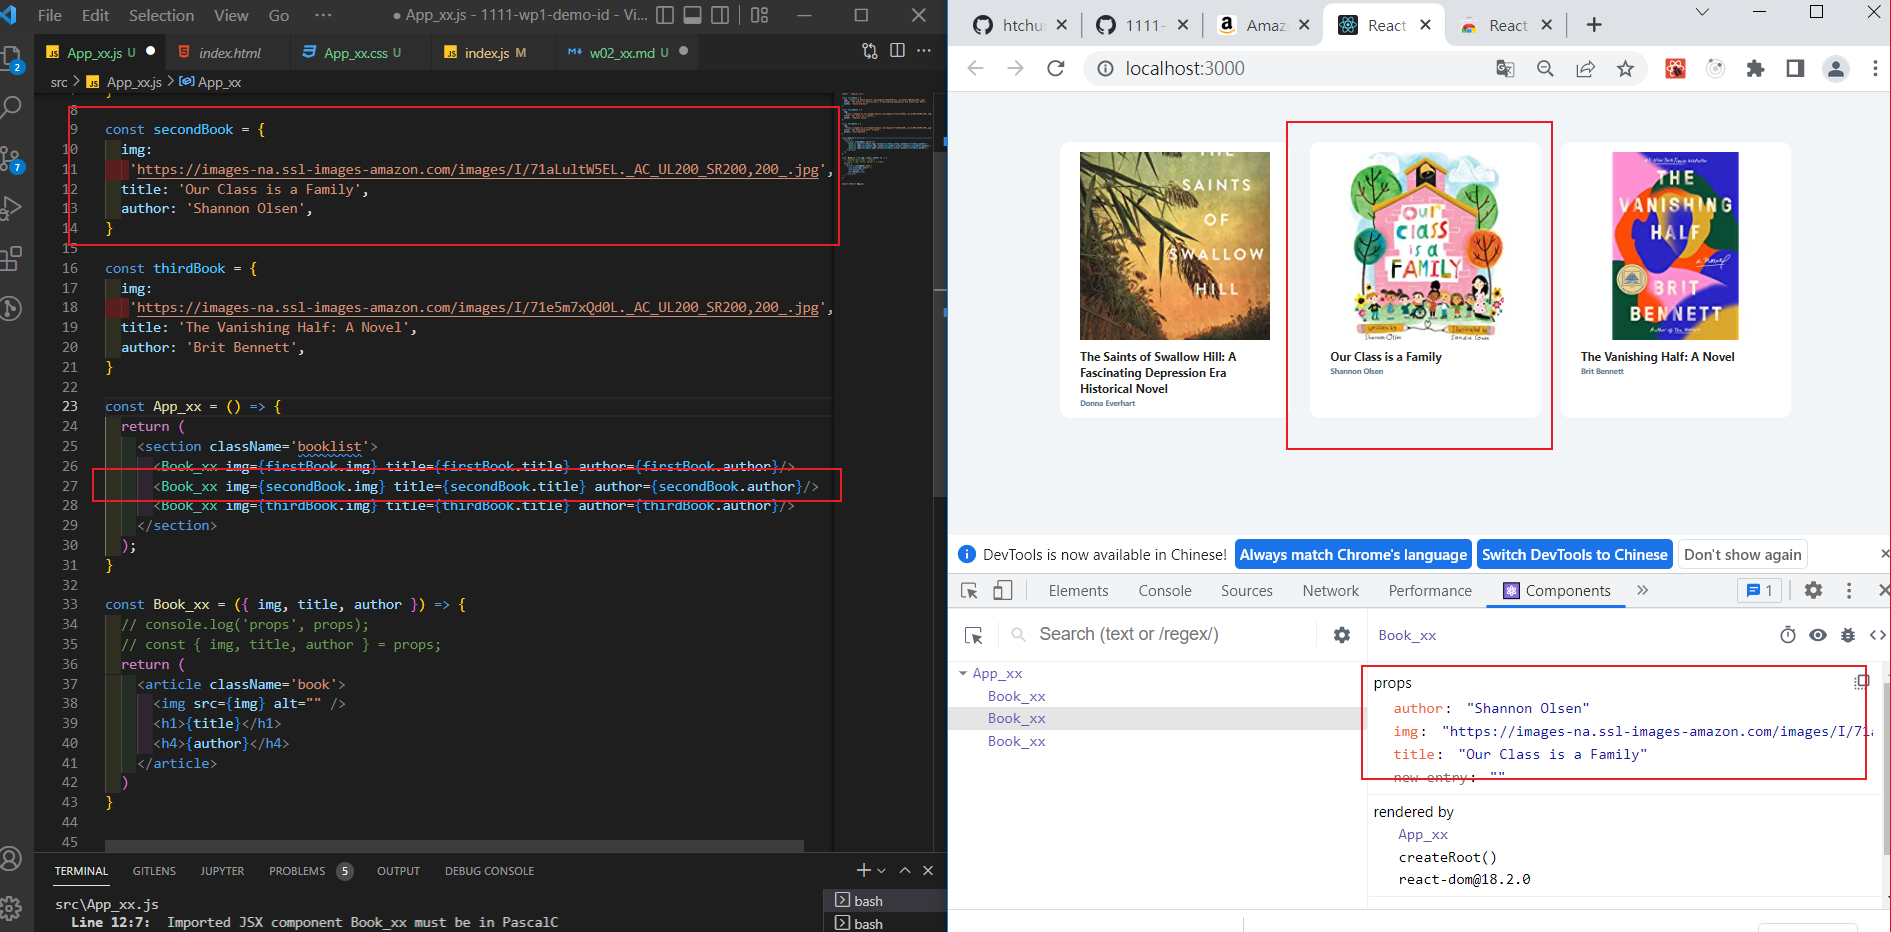 File Edit Selection View Go ··· ● App_xx.js - 1111-wp1-demo-id - Vi...
App_xx.js U ● index.html App_xx.css U index.js M w02_xx.md U ●
src > App_xx.js > App_xx
8
9 const secondBook = {
10 img:
11 'https://images-na.ssl-images-amazon.com/images/I/71aLultW5EL._AC_UL200_SR200,200_.jpg',
12 title: 'Our Class is a Family',
13 author: 'Shannon Olsen',
14 }
15
16 const thirdBook = {
17 img:
18 'https://images-na.ssl-images-amazon.com/images/I/71e5m7xQd0L._AC_UL200_SR200,200_.jpg',
19 title: 'The Vanishing Half: A Novel',
20 author: 'Brit Bennett',
21 }
22
23 const App_xx = () => {
24 return (
25 <section className='booklist'>
26 <Book_xx img={firstBook.img} title={firstBook.title} author={firstBook.author}/>
27 <Book_xx img={secondBook.img} title={secondBook.title} author={secondBook.author}/>
28 <Book_xx img={thirdBook.img} title={thirdBook.title} author={thirdBook.author}/>
29 </section>
30 );
31 }
32
33 const Book_xx = ({ img, title, author }) => {
34 // console.log('props', props);
35 // const { img, title, author } = props;
36 return (
37 <article className='book'>
38 <img src={img} alt="" />
39 <h1>{title}</h1>
40 <h4>{author}</h4>
41 </article>
42 )
43 }
44
45
2
7
TERMINAL GITLENS JUPYTER PROBLEMS 5 OUTPUT DEBUG CONSOLE
src\App_xx.js
Line 12:7: Imported JSX component Book_xx must be in PascalC
bash
bash
htchu 1111- Amaz React React
localhost:3000
THE
SAINTS
OF
SWALLOW
HILL
The Saints of Swallow Hill: A
Fascinating Depression Era
Historical Novel
Donna Everhart
our
class
is a
FAMILY
written by
Shannon Olsen
Illustrated by
Sandie Sonke
Our Class is a Family
Shannon Olsen
THE
VANISHING
HALF
a novel
BRIT
BENNETT
Author of The Mothers
The Vanishing Half: A Novel
Brit Bennett
DevTools is now available in Chinese! Always match Chrome's language Switch DevTools to Chinese Don't show again
Elements Console Sources Network Performance Components 1
Search (text or /regex/) Book_xx
App_xx
Book_xx
Book_xx
Book_xx
props
author: "Shannon Olsen"
img: "https://images-na.ssl-images-amazon.com/images/I/71a
title: "Our Class is a Family"
new entry: ""
rendered by
App_xx
createRoot()
react-dom@18.2.0